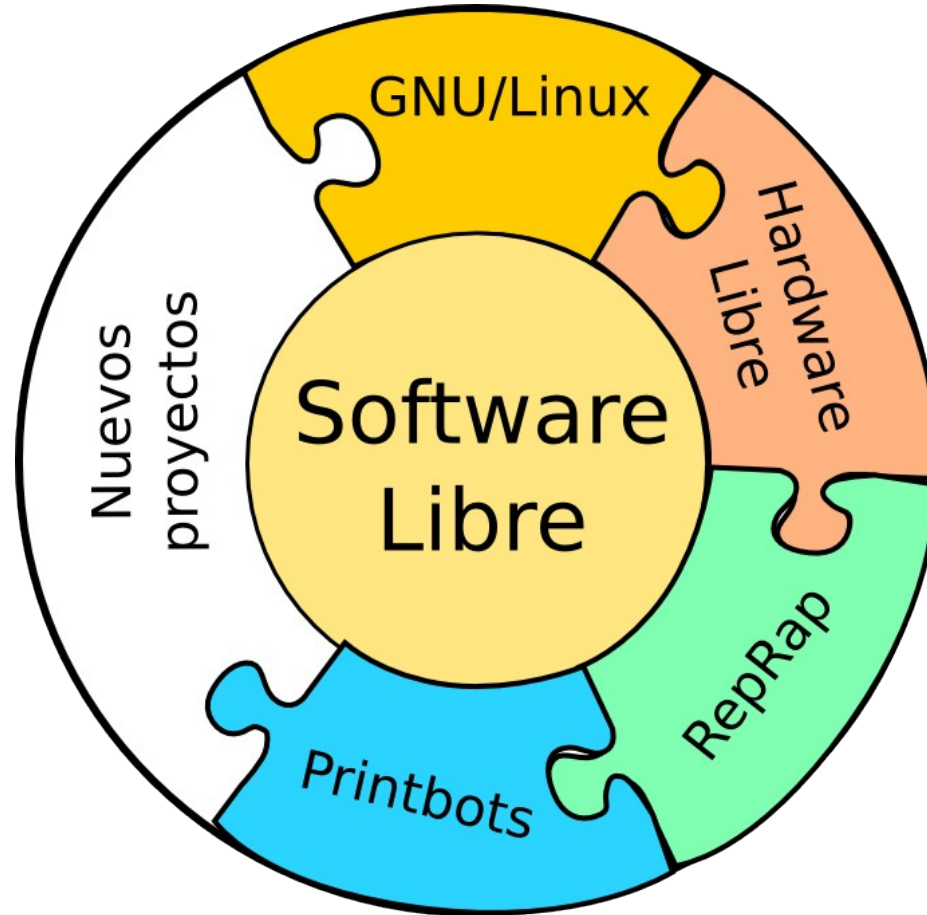 GNU/Linux
Hardware
Libre
Nuevos
proyectos
Software
Libre
RepRap
Printbots